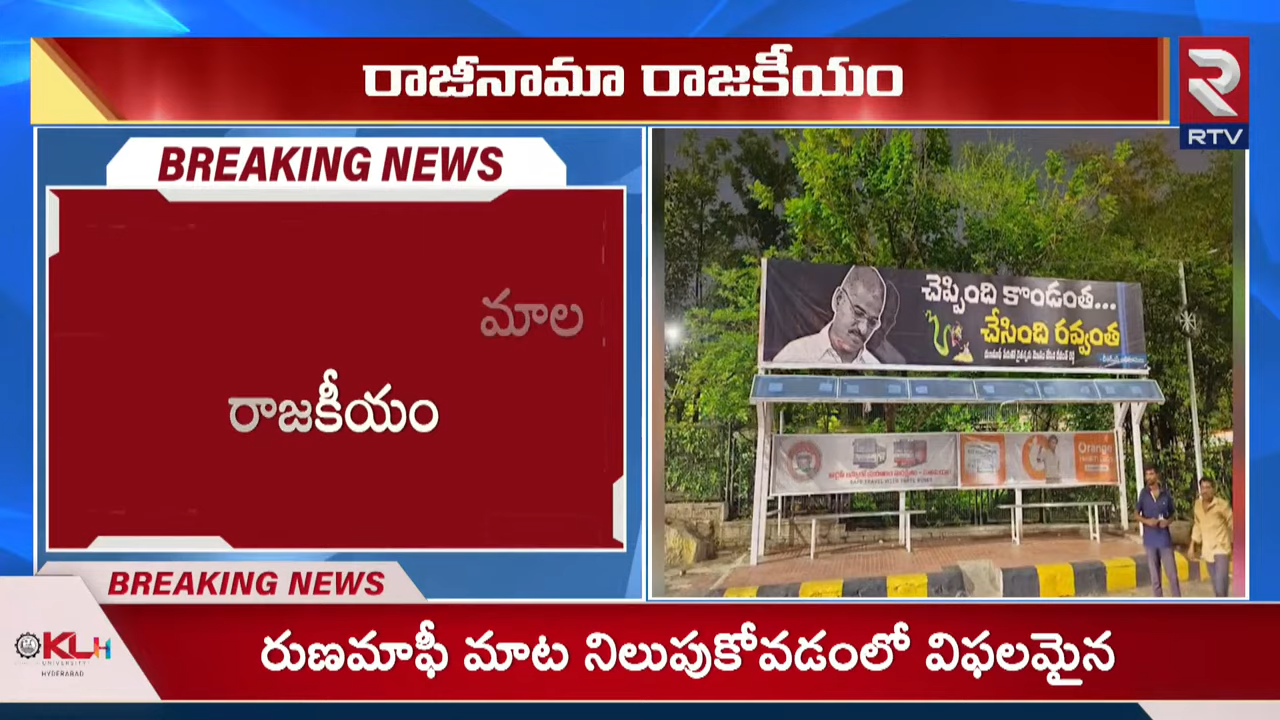 రాజీనామా రాజకీయం
RTV
BREAKING NEWS
మాల
రాజకీయం
చెప్పింది కొండంత...
చేసింది రవ్వంత
Orange
BREAKING NEWS
రుణమాఫీ మాట నిలుపుకోవడంలో విఫలమైన
KLH
UNIVERSITY
HYDERABAD